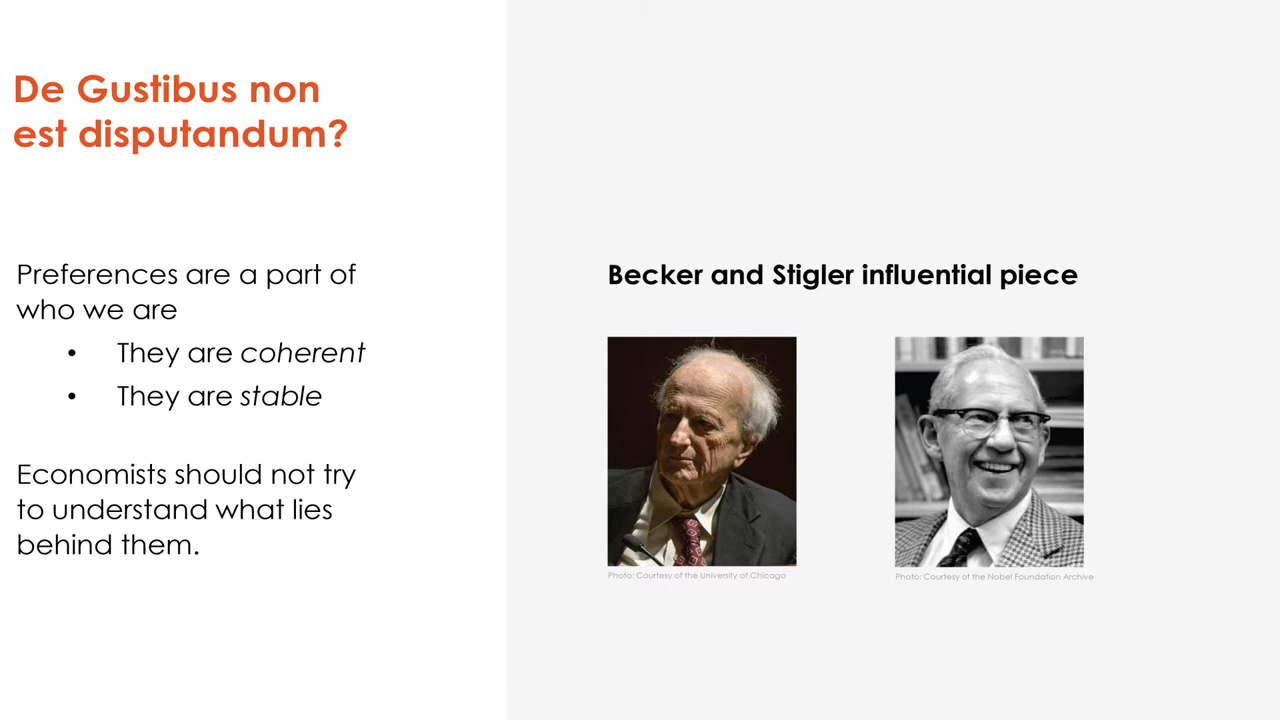 De Gustibus non
est disputandum?
Preferences are a part of
who we are
• They are coherent
• They are stable
Economists should not try
to understand what lies
behind them.
Becker and Stigler influential piece
Photo: Courtesy of the University of Chicago
Photo: Courtesy of the Nobel Foundation Archive